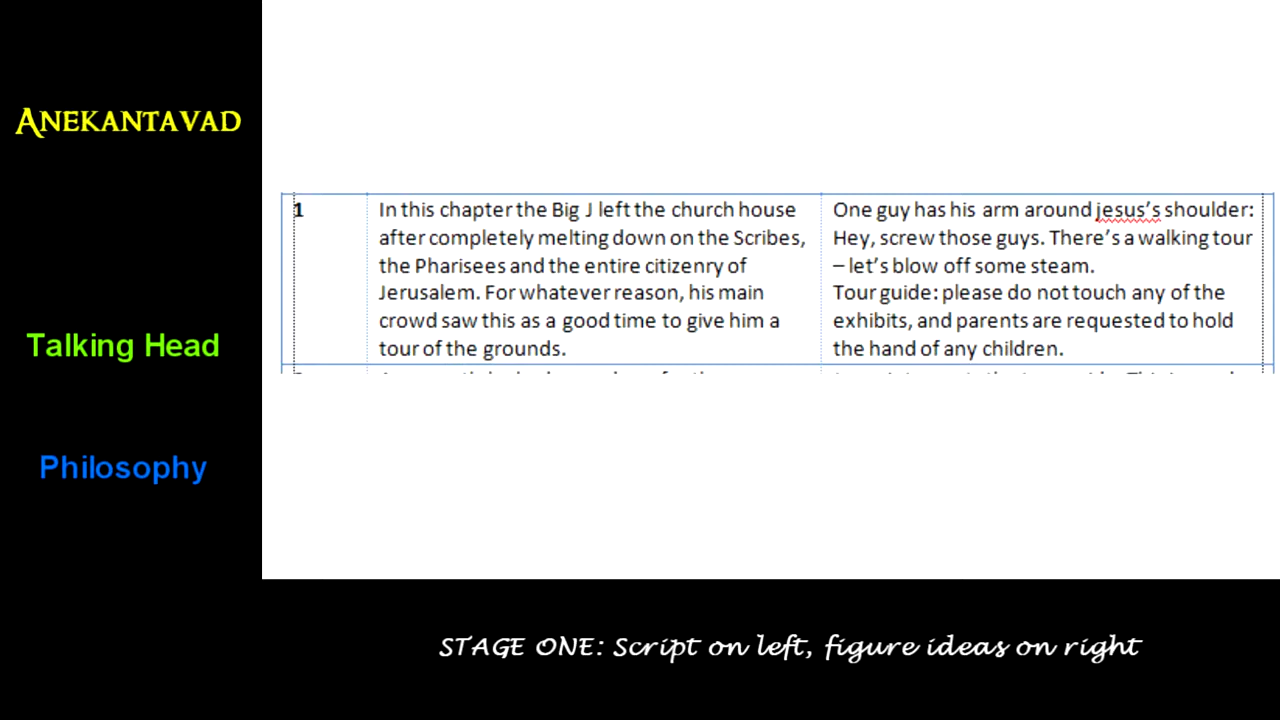 ANEKANTAVAD
Talking Head
Philosophy
1
In this chapter the Big J left the church house
after completely melting down on the Scribes,
the Pharisees and the entire citizenry of
Jerusalem. For whatever reason, his main
crowd saw this as a good time to give him a
tour of the grounds.
One guy has his arm around jesus’s shoulder:
Hey, screw those guys. There’s a walking tour
– let’s blow off some steam.
Tour guide: please do not touch any of the
exhibits, and parents are requested to hold
the hand of any children.
STAGE ONE: Script on left, figure ideas on right